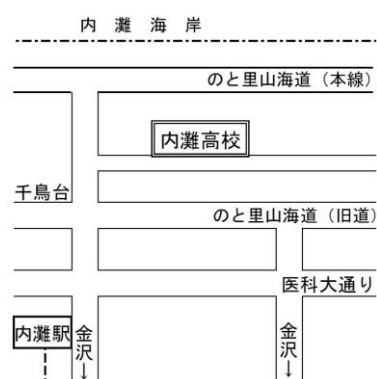 内灘海岸
のと里山海道（本線）
内灘高校
千鳥台
のと里山海道（旧道）
医科大通り
内灘駅
金沢↓
金沢↓